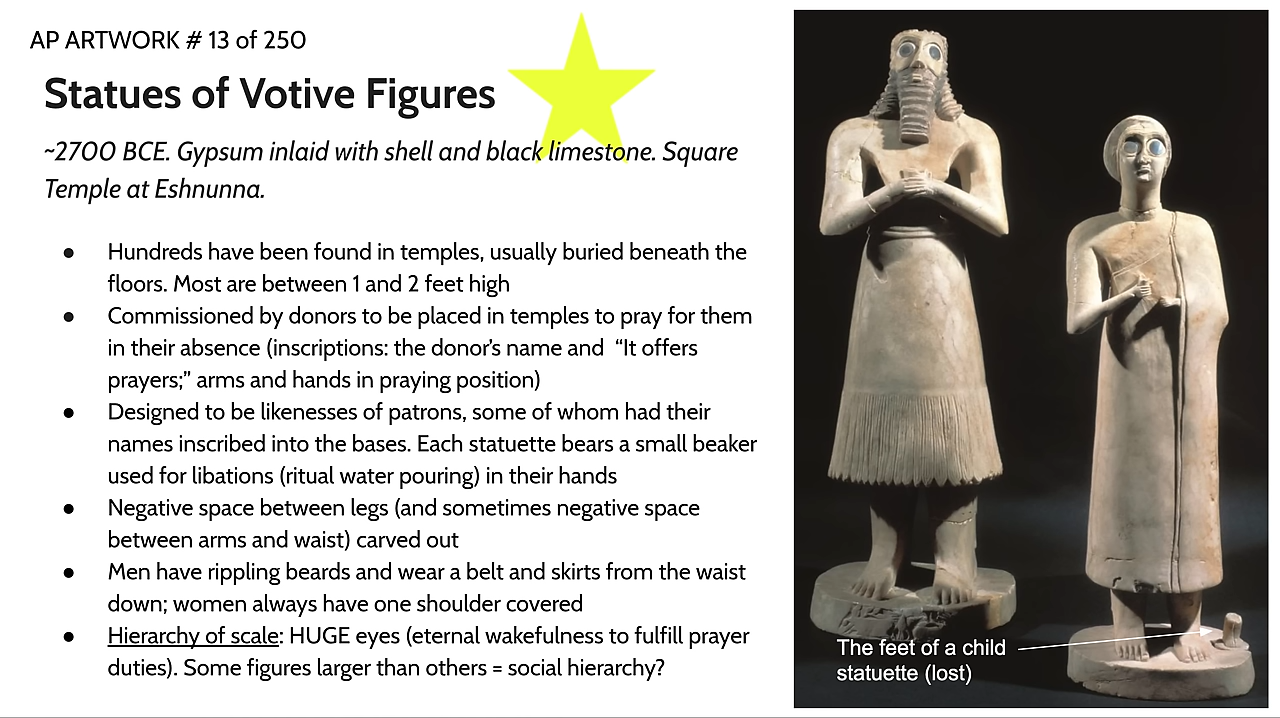 AP ARTWORK # 13 of 250
Statues of Votive Figures
~2700 BCE. Gypsum inlaid with shell and black limestone. Square
Temple at Eshnunna.
● Hundreds have been found in temples, usually buried beneath the
floors. Most are between 1 and 2 feet high
● Commissioned by donors to be placed in temples to pray for them
in their absence (inscriptions: the donor's name and  “It offers
prayers;” arms and hands in praying position)
● Designed to be likenesses of patrons, some of whom had their
names inscribed into the bases. Each statuette bears a small beaker
used for libations (ritual water pouring) in their hands
● Negative space between legs (and sometimes negative space
between arms and waist) carved out
● Men have rippling beards and wear a belt and skirts from the waist
down; women always have one shoulder covered
● Hierarchy of scale: HUGE eyes (eternal wakefulness to fulfill prayer
duties). Some figures larger than others = social hierarchy?
The feet of a child
statuette (lost)